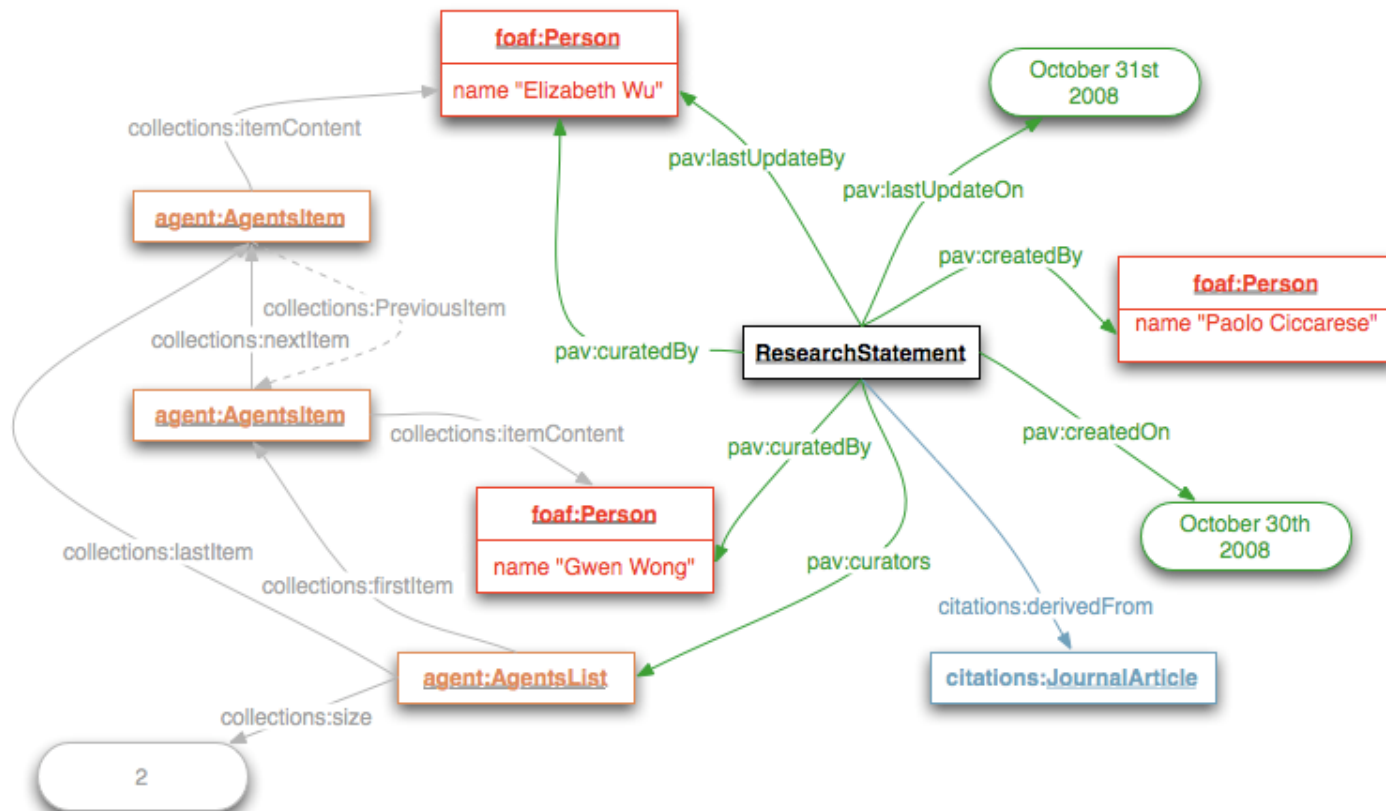 foaf:Person
name "Elizabeth Wu"
October 31st
2008
collections:itemContent
pav:lastUpdateBy
pav:lastUpdateOn
agent:AgentsItem
pav:createdBy
foaf:Person
name "Paolo Ciccarese"
collections:PreviousItem
collections:nextItem
pav:curatedBy
ResearchStatement
agent:AgentsItem
collections:itemContent
pav:curatedBy
pav:createdOn
foaf:Person
name "Gwen Wong"
October 30th
2008
collections:lastItem
collections:firstItem
pav:curators
citations:derivedFrom
agent:AgentsList
citations:JournalArticle
collections:size
2